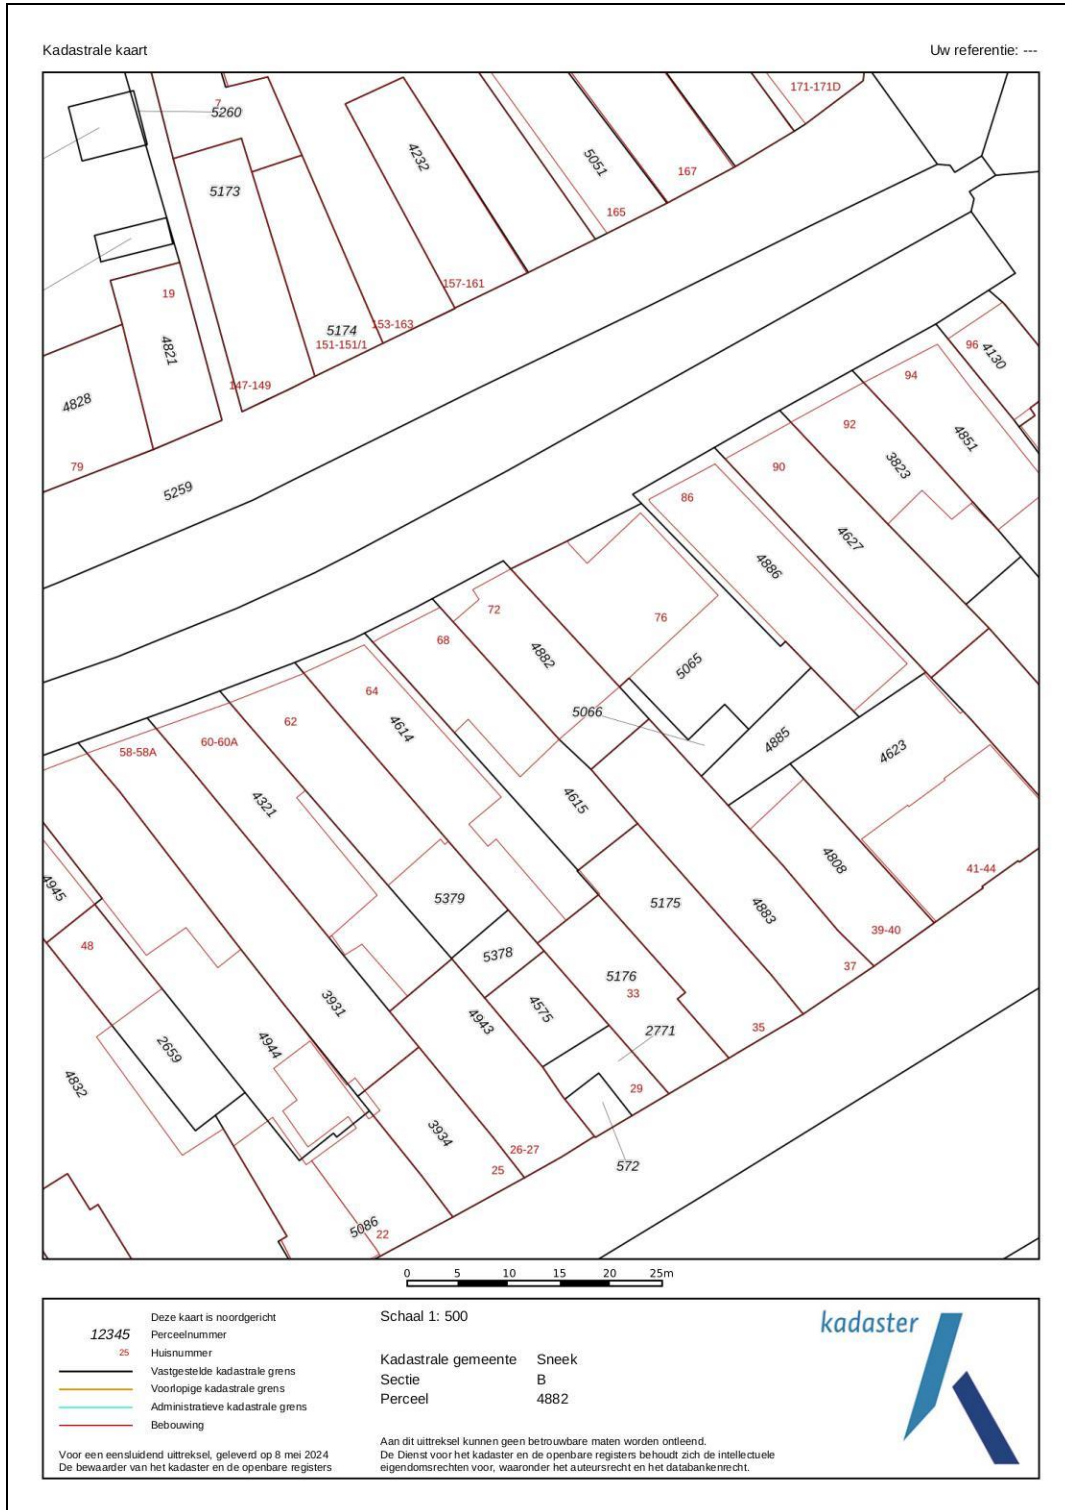 Kadastrale kaart
Uw referentie: ---
171-171D
7
5260
4232
5051
167
5173
165
19
157-161
5174
153-163
151-151/1
4821
147-149
4828
79
5259
96
4130
94
92
4851
90
3823
86
4627
4886
72
76
68
4882
5065
64
5066
62
60-60A
58-58A
4614
4885
4623
4321
4615
4808
41-44
4945
5379
5175
4883
39-40
48
5378
37
5176
33
3931
4575
4943
2771
35
4944
2659
4832
29
3934
26-27
25
572
5086
22
0 5 10 15 20 25m
Deze kaart is noordgericht
12345 Perceelnummer
25 Huisnummer
Vastgestelde kadastrale grens
Voorlopige kadastrale grens
Administratieve kadastrale grens
Bebouwing
Voor een eensluidend uittreksel, geleverd op 8 mei 2024
De bewaarder van het kadaster en de openbare registers
Schaal 1: 500
Kadastrale gemeente Sneek
Sectie B
Perceel 4882
Aan dit uittreksel kunnen geen betrouwbare maten worden ontleend.
De Dienst voor het kadaster en de openbare registers behoudt zich de intellectuele
eigendomsrechten voor, waaronder het auteursrecht en het databankenrecht.
kadaster